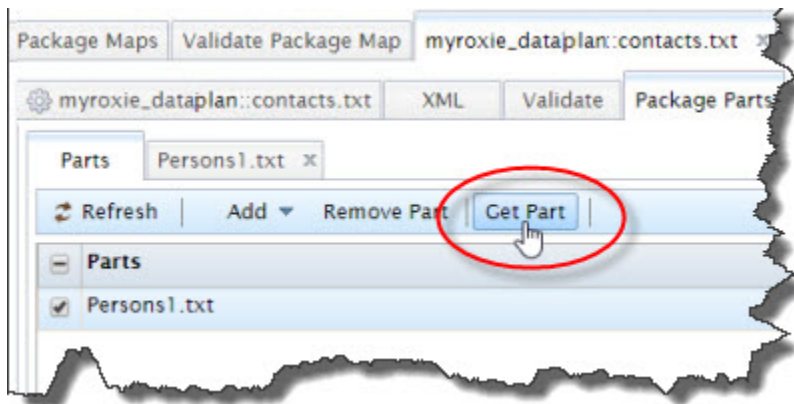 Package Maps Validate Package Map myroxie_dataplan::contacts.txt
myroxie_dataplan::contacts.txt XML Validate Package Parts
Parts Persons1.txt x
Refresh Add Remove Part Get Part
Parts
Persons1.txt